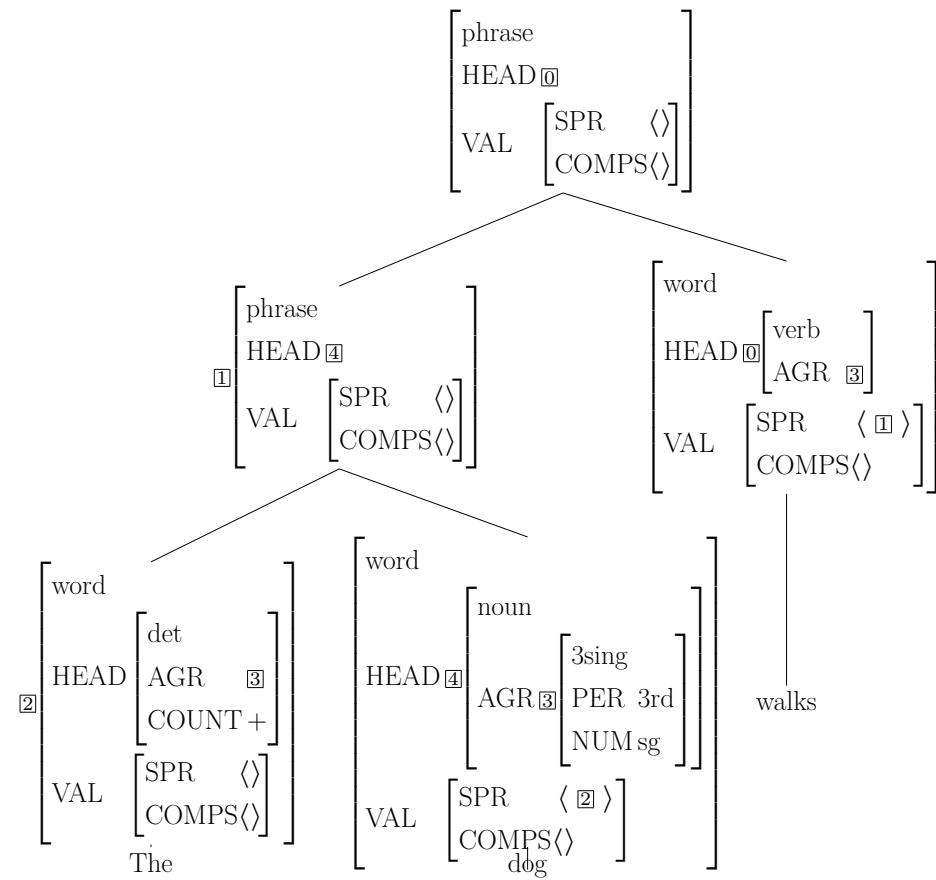 phrase
HEAD 0
VAL
SPR ⟨⟩
COMPS ⟨⟩
1
phrase
HEAD 4
VAL
SPR ⟨⟩
COMPS ⟨⟩
word
HEAD 0
verb
AGR 3
VAL
SPR ⟨ 1 ⟩
COMPS ⟨⟩
2
word
HEAD
det
AGR 3
COUNT +
VAL
SPR ⟨⟩
COMPS ⟨⟩
The
word
HEAD 4
noun
AGR 3
3sing
PER 3rd
NUM sg
VAL
SPR ⟨ 2 ⟩
COMPS ⟨⟩
dog
walks